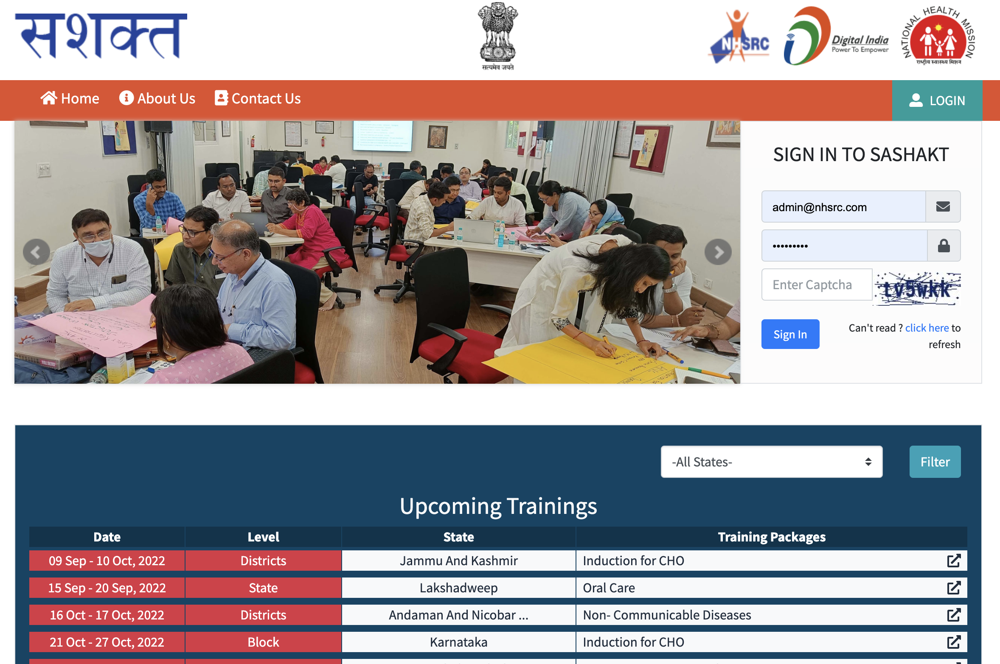 सशक्त
सत्यमेव जयते
NHSRC
Digital India
Power To Empower
NATIONAL HEALTH MISSION
राष्ट्रीय स्वास्थ्य मिशन
Home
About Us
Contact Us
LOGIN
SIGN IN TO SASHAKT
admin@nhsrc.com
•••••••••
Enter Captcha
tv5wkk
Sign In
Can't read ? click here to
refresh
Dr. Morepen
-All States-
Filter
Upcoming Trainings
Date Level State Training Packages
09 Sep - 10 Oct, 2022 Districts Jammu And Kashmir Induction for CHO
15 Sep - 20 Sep, 2022 State Lakshadweep Oral Care
16 Oct - 17 Oct, 2022 Districts Andaman And Nicobar ... Non- Communicable Diseases
21 Oct - 27 Oct, 2022 Block Karnataka Induction for CHO